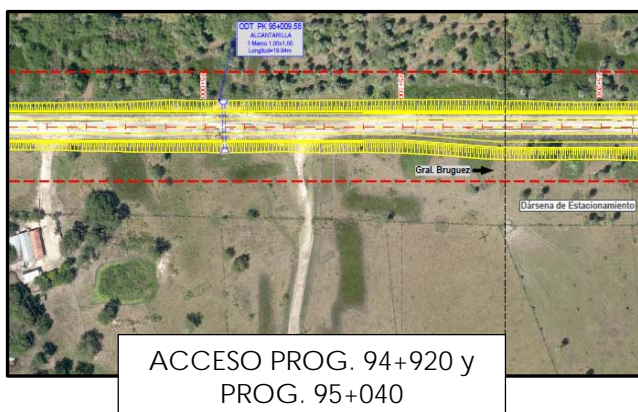 ODT PK 95+009.58
ALCANTARILLA
1 Marco 1.00x1.00
Longitud=19.94m
Gral. Bruguez
Dársena de Estacionamiento
ACCESO PROG. 94+920 y
PROG. 95+040